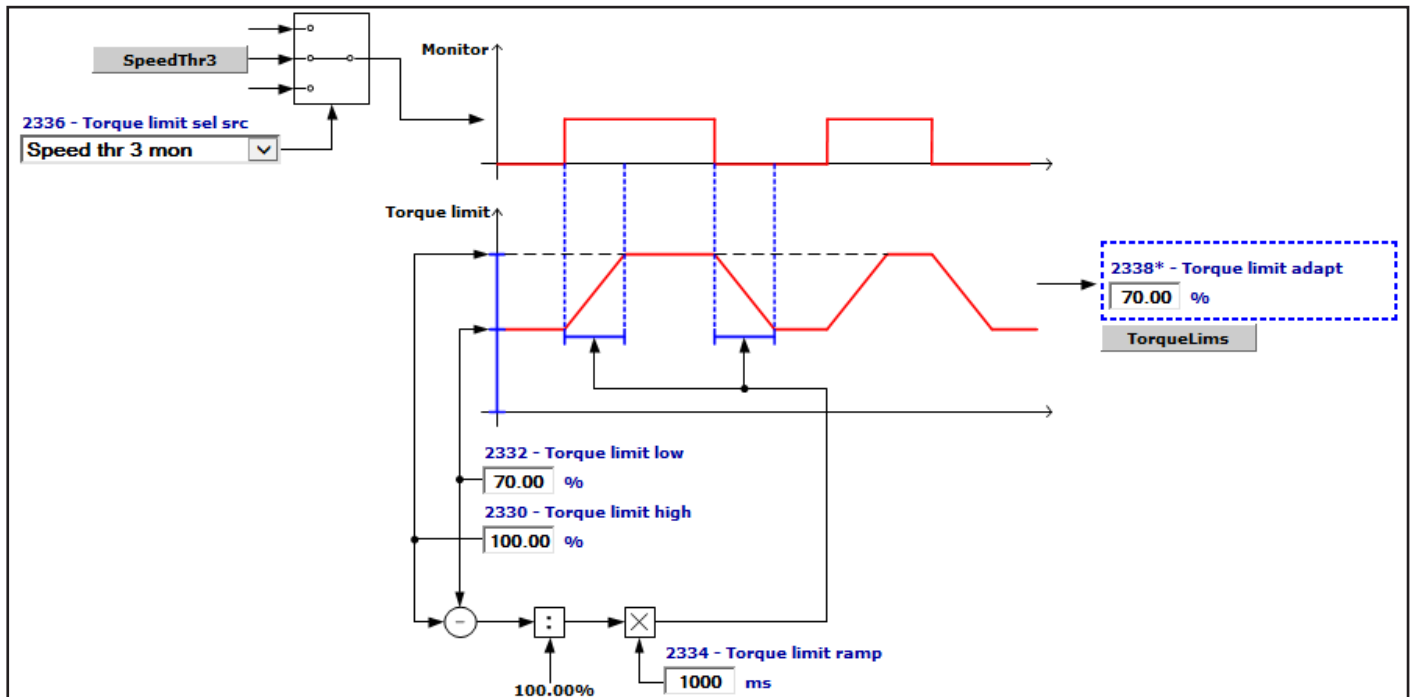 SpeedThr3
Monitor
2336 - Torque limit sel src
Speed thr 3 mon
Torque limit
2338* - Torque limit adapt
70.00 %
TorqueLims
2332 - Torque limit low
70.00 %
2330 - Torque limit high
100.00 %
-
:
2334 - Torque limit ramp
1000 ms
100.00%